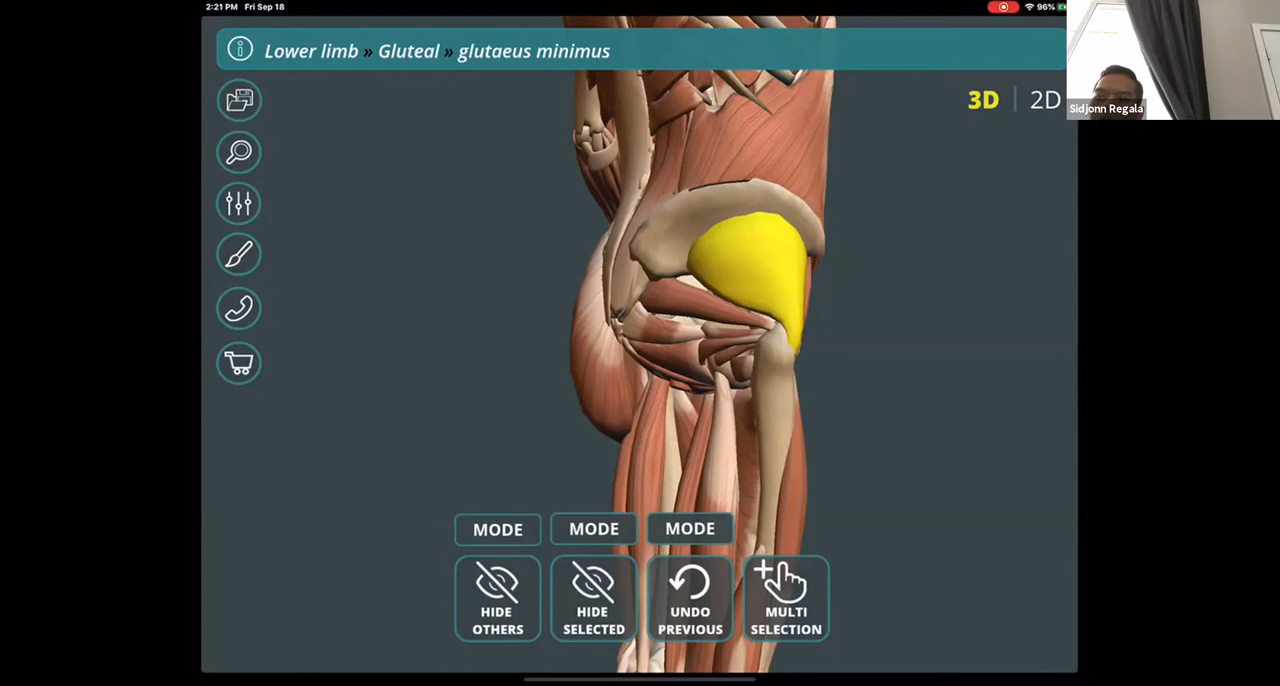 2:21 PM Fri Sep 18
96%
Lower limb » Gluteal » glutaeus minimus
3D | 2D
Sidjonn Regala
MODE
MODE
MODE
HIDE
OTHERS
HIDE
SELECTED
UNDO
PREVIOUS
MULTI
SELECTION